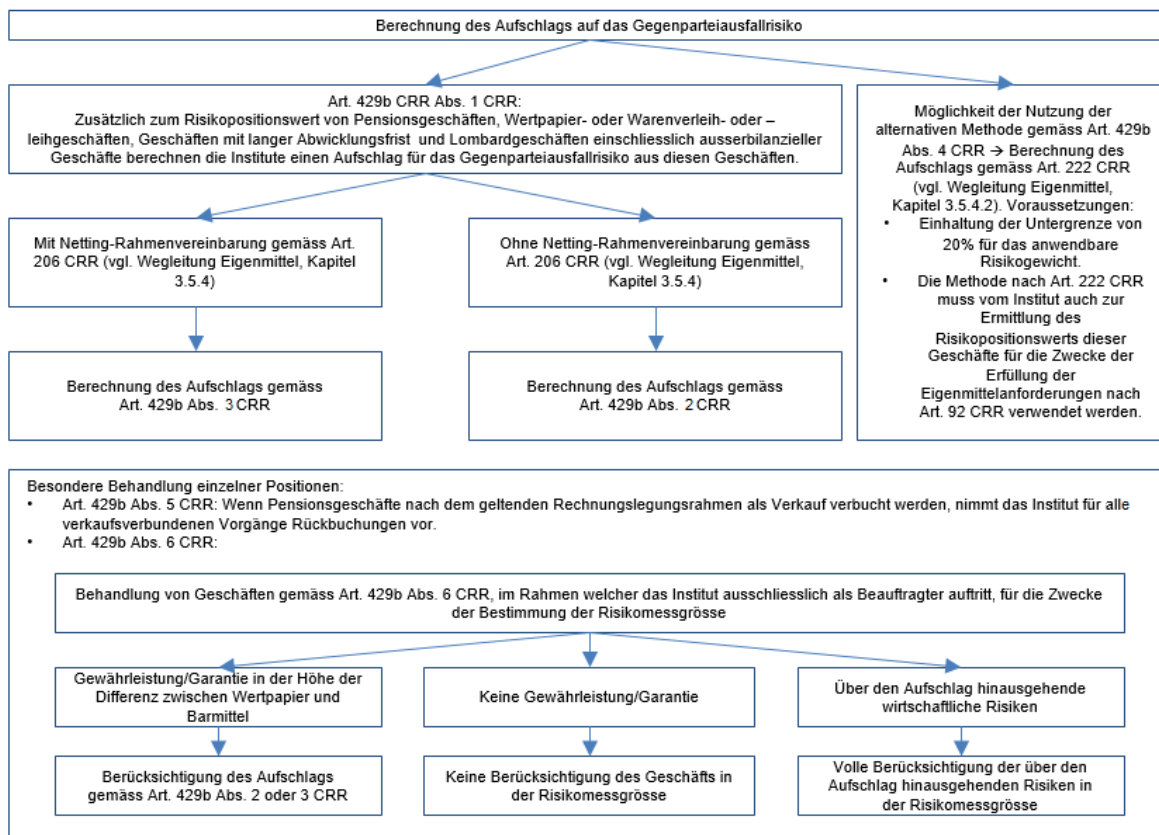 Berechnung des Aufschlags auf das Gegenparteiausfallrisiko
Art. 429b CRR Abs. 1 CRR:
Zusätzlich zum Risikopositionswert von Pensionsgeschäften, Wertpapier- oder Warenverleih- oder –
leihgeschäften, Geschäften mit langer Abwicklungsfrist und Lombardgeschäften einschliesslich ausserbilanzieller
Geschäfte berechnen die Institute einen Aufschlag für das Gegenparteiausfallrisiko aus diesen Geschäften.
Mit Netting-Rahmenvereinbarung gemäss Art.
206 CRR (vgl. Wegleitung Eigenmittel, Kapitel
3.5.4)
Ohne Netting-Rahmenvereinbarung gemäss
Art. 206 CRR (vgl. Wegleitung Eigenmittel,
Kapitel 3.5.4)
Berechnung des Aufschlags gemäss
Art. 429b Abs. 3 CRR
Berechnung des Aufschlags gemäss
Art. 429b Abs. 2 CRR
Möglichkeit der Nutzung der
alternativen Methode gemäss Art. 429b
Abs. 4 CRR → Berechnung des
Aufschlags gemäss Art. 222 CRR
(vgl. Wegleitung Eigenmittel,
Kapitel 3.5.4.2). Voraussetzungen:
• Einhaltung der Untergrenze von
20% für das anwendbare
Risikogewicht.
• Die Methode nach Art. 222 CRR
muss vom Institut auch zur
Ermittlung des
Risikopositionswerts dieser
Geschäfte für die Zwecke der
Erfüllung der
Eigenmittelanforderungen nach
Art. 92 CRR verwendet werden.
Besondere Behandlung einzelner Positionen:
• Art. 429b Abs. 5 CRR: Wenn Pensionsgeschäfte nach dem geltenden Rechnungslegungsrahmen als Verkauf verbucht werden, nimmt das Institut für alle
verkaufsverbundenen Vorgänge Rückbuchungen vor.
• Art. 429b Abs. 6 CRR:
Behandlung von Geschäften gemäss Art. 429b Abs. 6 CRR, im Rahmen welcher das Institut ausschliesslich als Beauftragter auftritt, für die Zwecke
der Bestimmung der Risikomessgrösse
Gewährleistung/Garantie in der Höhe der
Differenz zwischen Wertpapier und
Barmittel
Keine Gewährleistung/Garantie
Über den Aufschlag hinausgehende
wirtschaftliche Risiken
Berücksichtigung des Aufschlags
gemäss Art. 429b Abs. 2 oder 3 CRR
Keine Berücksichtigung des Geschäfts in
der Risikomessgrösse
Volle Berücksichtigung der über den
Aufschlag hinausgehenden Risiken in
der Risikomessgrösse